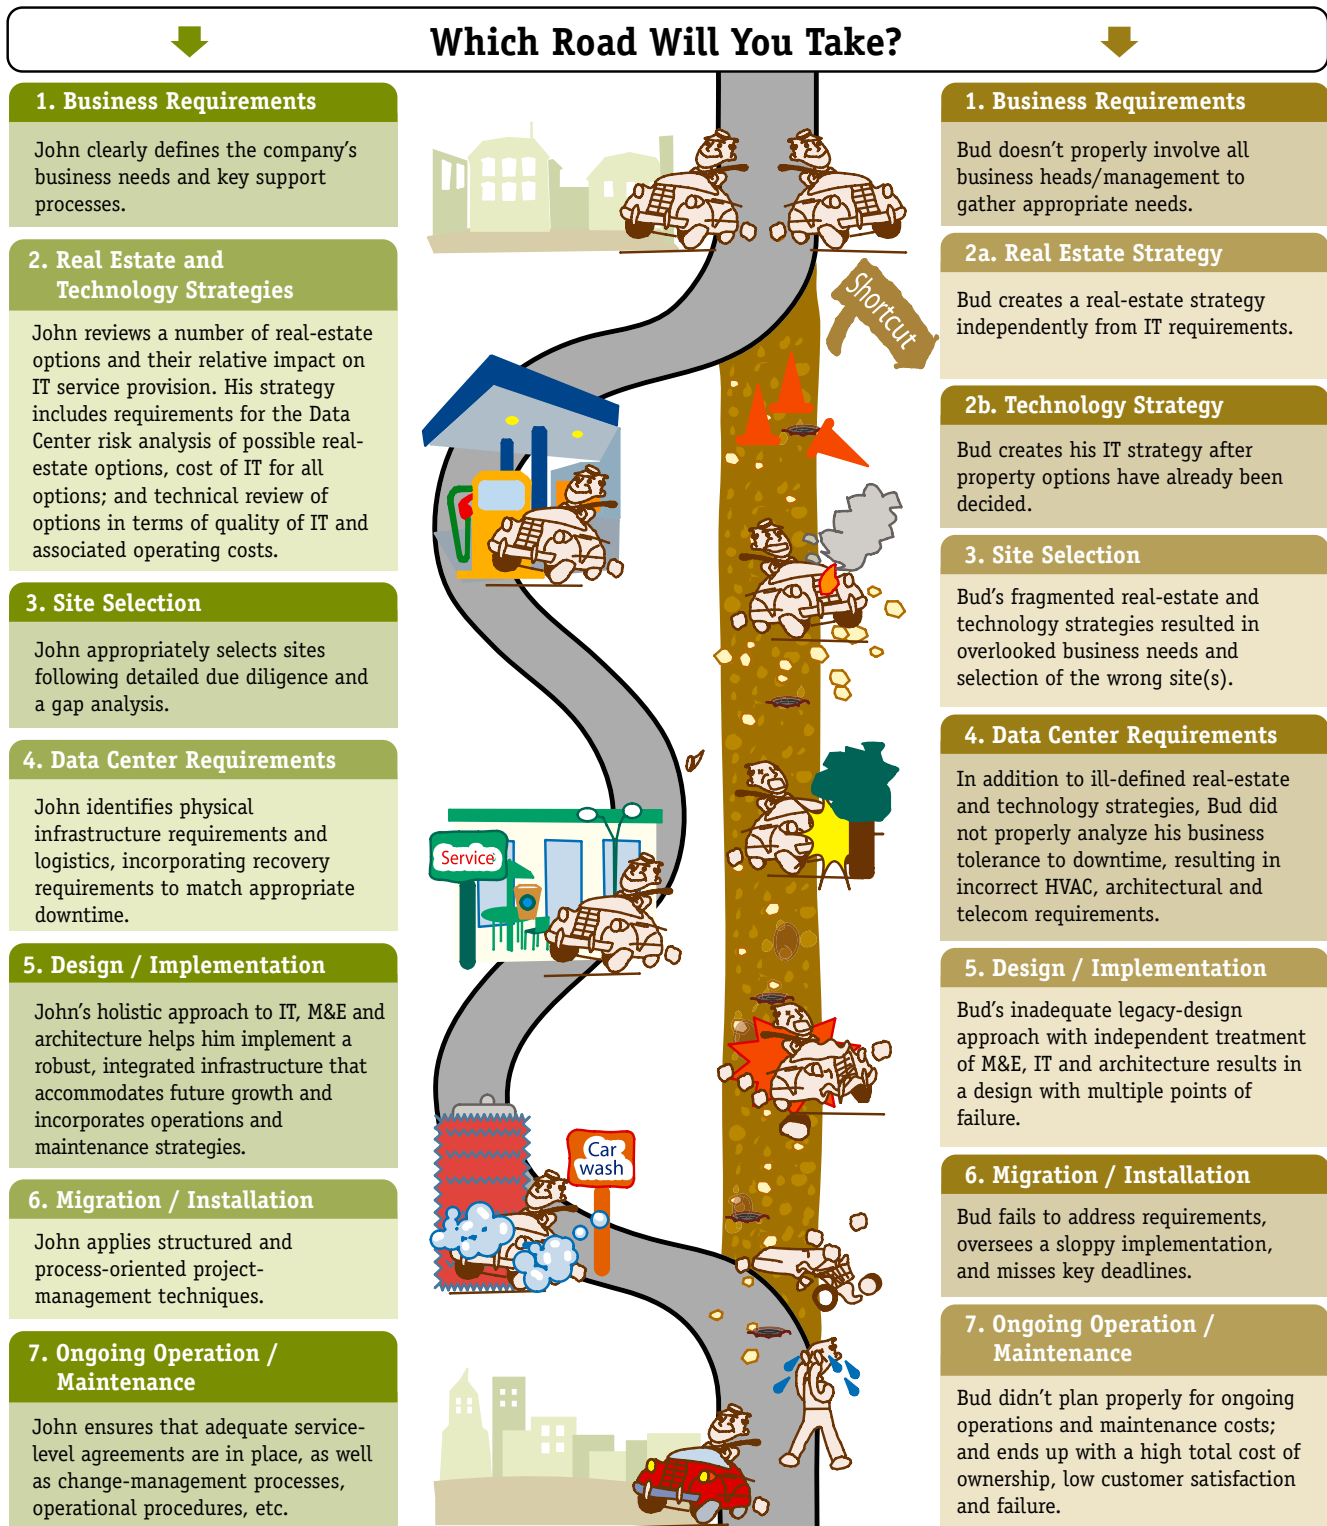 Which Road Will You Take?
1. Business Requirements
John clearly defines the company's
business needs and key support
processes.
2. Real Estate and
Technology Strategies
John reviews a number of real-estate
options and their relative impact on
IT service provision. His strategy
includes requirements for the Data
Center risk analysis of possible real-
estate options, cost of IT for all
options; and technical review of
options in terms of quality of IT and
associated operating costs.
3. Site Selection
John appropriately selects sites
following detailed due diligence and
a gap analysis.
4. Data Center Requirements
John identifies physical
infrastructure requirements and
logistics, incorporating recovery
requirements to match appropriate
downtime.
5. Design / Implementation
John's holistic approach to IT, M&E and
architecture helps him implement a
robust, integrated infrastructure that
accommodates future growth and
incorporates operations and
maintenance strategies.
6. Migration / Installation
John applies structured and
process-oriented project-
management techniques.
7. Ongoing Operation /
Maintenance
John ensures that adequate service-
level agreements are in place, as well
as change-management processes,
operational procedures, etc.
Shortcut
Service
Car
wash
1. Business Requirements
Bud doesn't properly involve all
business heads/management to
gather appropriate needs.
2a. Real Estate Strategy
Bud creates a real-estate strategy
independently from IT requirements.
2b. Technology Strategy
Bud creates his IT strategy after
property options have already been
decided.
3. Site Selection
Bud's fragmented real-estate and
technology strategies resulted in
overlooked business needs and
selection of the wrong site(s).
4. Data Center Requirements
In addition to ill-defined real-estate
and technology strategies, Bud did
not properly analyze his business
tolerance to downtime, resulting in
incorrect HVAC, architectural and
telecom requirements.
5. Design / Implementation
Bud's inadequate legacy-design
approach with independent treatment
of M&E, IT and architecture results in
a design with multiple points of
failure.
6. Migration / Installation
Bud fails to address requirements,
oversees a sloppy implementation,
and misses key deadlines.
7. Ongoing Operation /
Maintenance
Bud didn't plan properly for ongoing
operations and maintenance costs;
and ends up with a high total cost of
ownership, low customer satisfaction
and failure.